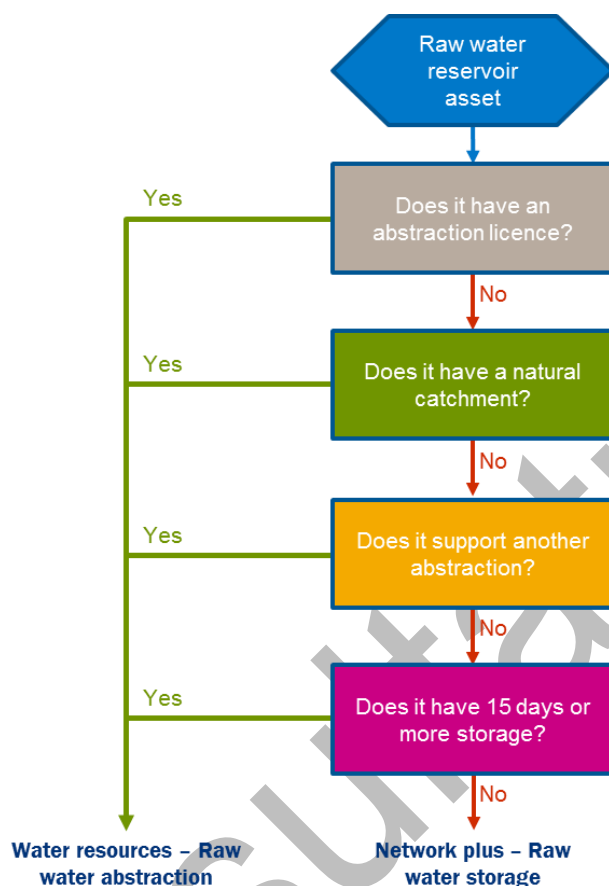 Raw water
reservoir
asset
Yes
Does it have an
abstraction licence?
No
Yes
Does it have a natural
catchment?
No
Yes
Does it support another
abstraction?
No
Yes
Does it have 15 days or
more storage?
No
Water resources – Raw
water abstraction
Network plus – Raw
water storage